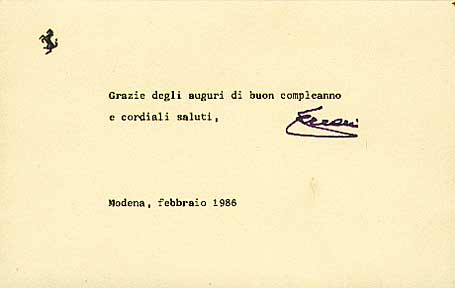 Grazie degli auguri di buon compleanno
e cordiali saluti,
Ferrari
Modena, febbraio 1986